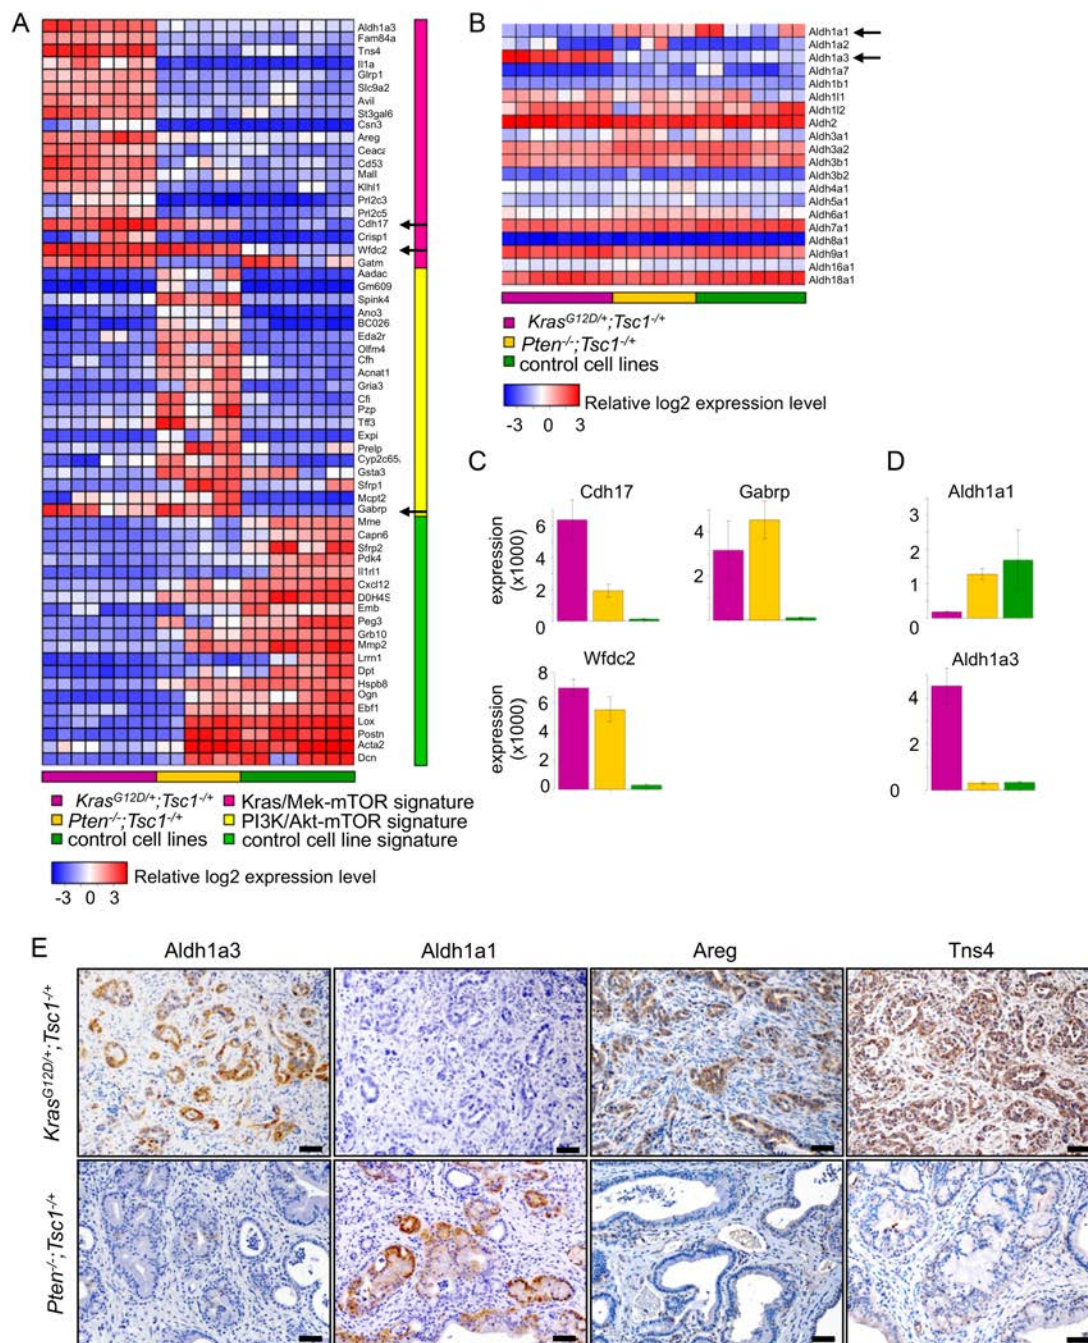 A
Aldh1a3
Fam84a
Tns4
Il1a
Glrp1
Slc9a2
Avil
St3gal6
Csn3
Areg
Ceaca
Cd53
Mall
Klhl1
Prl2c3
Prl2c5
Cdh17
Crisp1
Wfdc2
Gatm
Aadac
Gm609
Spink4
Ano3
BC026
Eda2r
Olfm4
Cfh
Acnat1
Gria3
Cfi
Pzp
Tff3
Expi
Prelp
Cyp2c65
Gsta3
Sfrp1
Mcpt2
Gabrp
Mme
Capn6
Sfrp2
Pdk4
Il1rl1
Cxcl12
D0H4S
Emb
Peg3
Grb10
Mmp2
Lrrn1
Dpt
Hspb8
Ogn
Ebf1
Lox
Postn
Acta2
Dcn
Kras^G12D/+;Tsc1^-/+
Pten^-/-;Tsc1^-/+
control cell lines
Kras/Mek-mTOR signature
PI3K/Akt-mTOR signature
control cell line signature
Relative log2 expression level
-3 0 3
B
Aldh1a1
Aldh1a2
Aldh1a3
Aldh1a7
Aldh1b1
Aldh1l1
Aldh1l2
Aldh2
Aldh3a1
Aldh3a2
Aldh3b1
Aldh3b2
Aldh4a1
Aldh5a1
Aldh6a1
Aldh7a1
Aldh8a1
Aldh9a1
Aldh16a1
Aldh18a1
Kras^G12D/+;Tsc1^-/+
Pten^-/-;Tsc1^-/+
control cell lines
Relative log2 expression level
-3 0 3
C
Cdh17
expression
(x1000)
6
4
2
0
Gabrp
4
2
Wfdc2
expression
(x1000)
8
6
4
2
0
D
Aldh1a1
3
2
1
0
Aldh1a3
4
2
0
E
Aldh1a3 Aldh1a1 Areg Tns4
Kras^G12D/+;Tsc1^-/+
Pten^-/-;Tsc1^-/+